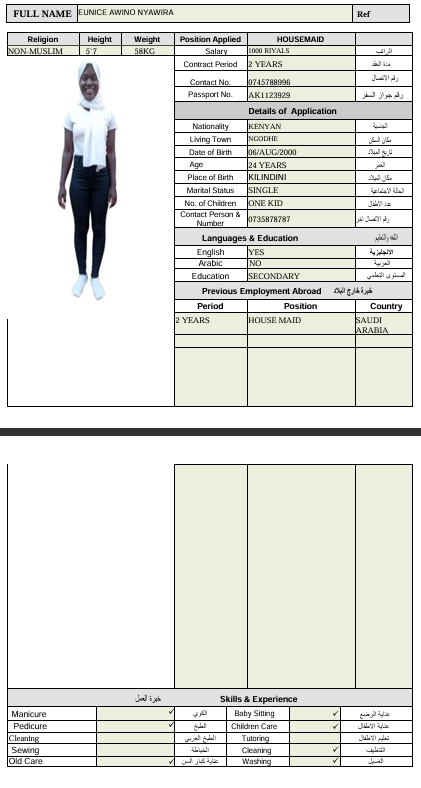 FULL NAME EUNICE AWINO NYAWIRA Ref
Religion Height Weight Position Applied HOUSEMAID
NON-MUSLIM 5`7 58KG Salary 1000 RIYALS الراتب
Contract Period 2 YEARS مدة العقد
Contact No. 0745788996 رقم الاتصال
Passport No. AK1123929 رقم جواز السفر
Details of Application
Nationality KENYAN الجنسية
Living Town NGODHE مكان السكن
Date of Birth 06/AUG/2000 تاريخ الميلاد
Age 24 YEARS العمر
Place of Birth KILINDINI مكان الميلاد
Marital Status SINGLE الحالة الاجتماعية
No. of Children ONE KID عدد الاطفال
Contact Person & Number 0735878787 رقم الاتصال اخر
Languages & Education اللغة والتعليم
English YES الانجليزية
Arabic NO العربية
Education SECONDARY المستوى التعلمي
Previous Employment Abroad خبرة خارج البلاد
Period Position Country
2 YEARS HOUSE MAID SAUDI
ARABIA
خبرة العمل Skills & Experience
Manicure ✓ الكوي Baby Sitting ✓ عناية الرضع
Pedicure ✓ الطبخ Children Care ✓ عناية الاطفال
Cleaning الطبخ العربي Tutoring تعليم الاطفال
Sewing الخياطة Cleaning ✓ التنظيف
Old Care ✓ عناية كبار السن Washing ✓ الغسيل